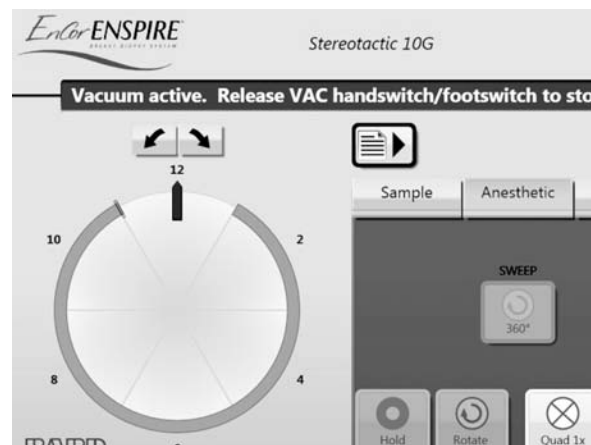 EnCor ENSPIRE
BREAST BIOPSY SYSTEM
Stereotactic 10G
Vacuum active. Release VAC handswitch/footswitch to sto
12
10
2
8
4
Sample
Anesthetic
SWEEP
360°
Hold
Rotate
Quad 1x